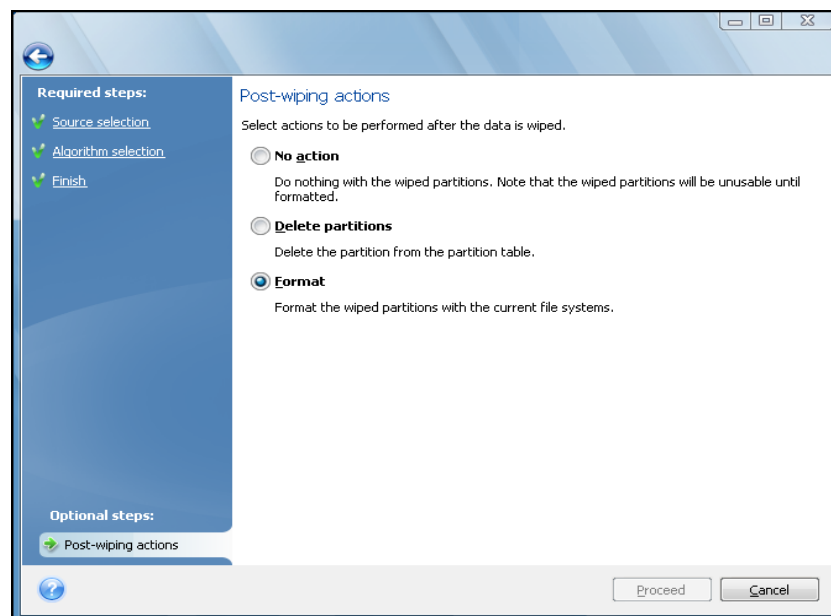 Required steps:
Source selection
Algorithm selection
Finish
Post-wiping actions
Select actions to be performed after the data is wiped.
No action
Do nothing with the wiped partitions. Note that the wiped partitions will be unusable until
formatted.
Delete partitions
Delete the partition from the partition table.
Format
Format the wiped partitions with the current file systems.
Optional steps:
Post-wiping actions
?
Proceed
Cancel